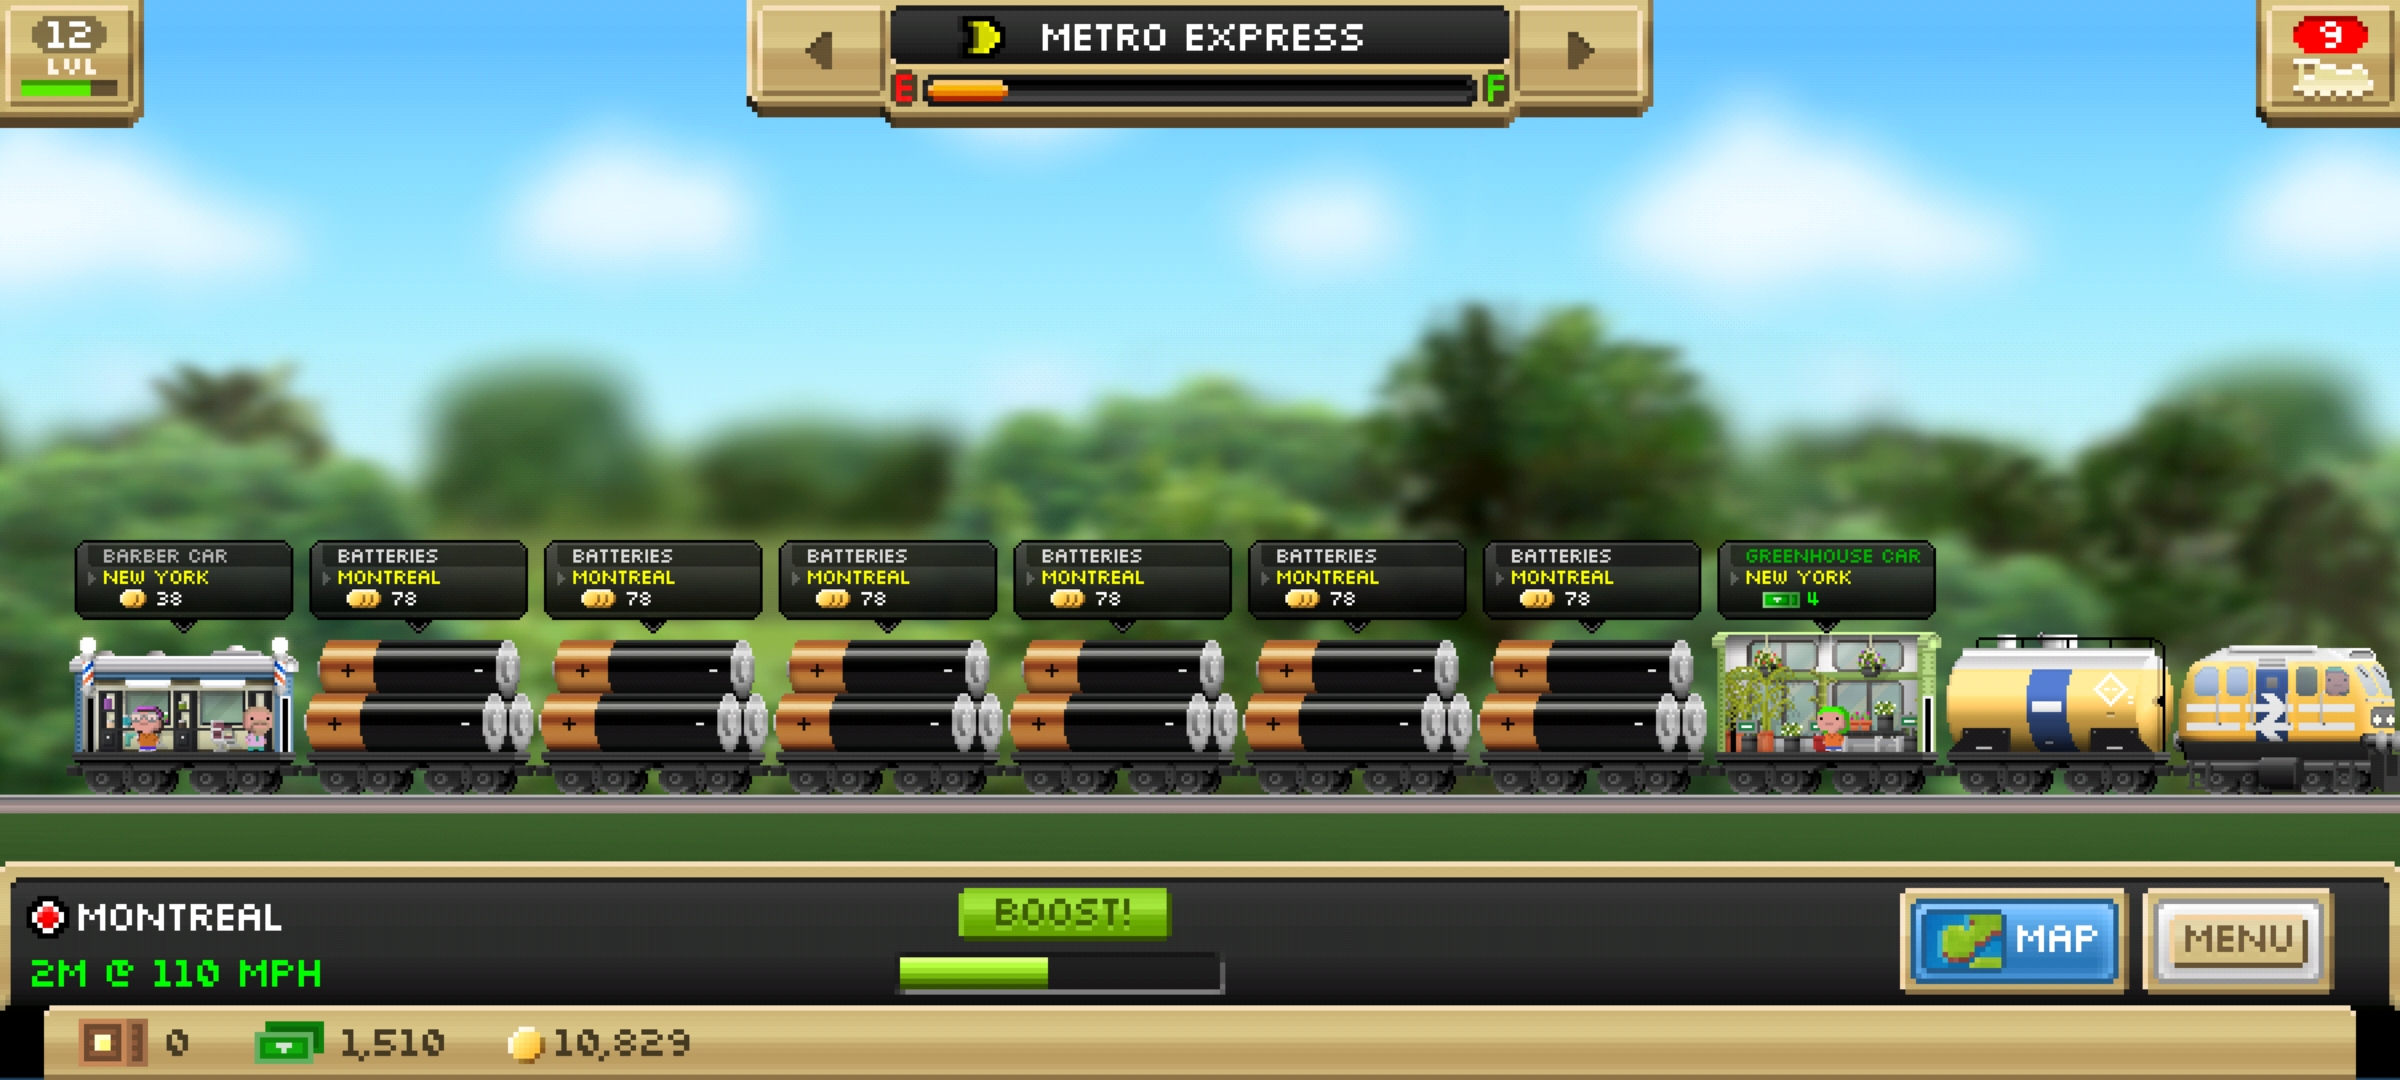 12
LVL
METRO EXPRESS
E
F
9
BARBER CAR
NEW YORK
38
BATTERIES
MONTREAL
78
BATTERIES
MONTREAL
78
BATTERIES
MONTREAL
78
BATTERIES
MONTREAL
78
BATTERIES
MONTREAL
78
BATTERIES
MONTREAL
78
GREENHOUSE CAR
NEW YORK
4
+ -
+ -
+ -
+ -
+ -
+ -
+ -
+ -
+ -
+ -
+ -
+ -
MONTREAL
2M @ 110 MPH
BOOST!
MAP
MENU
0
1,510
10,829